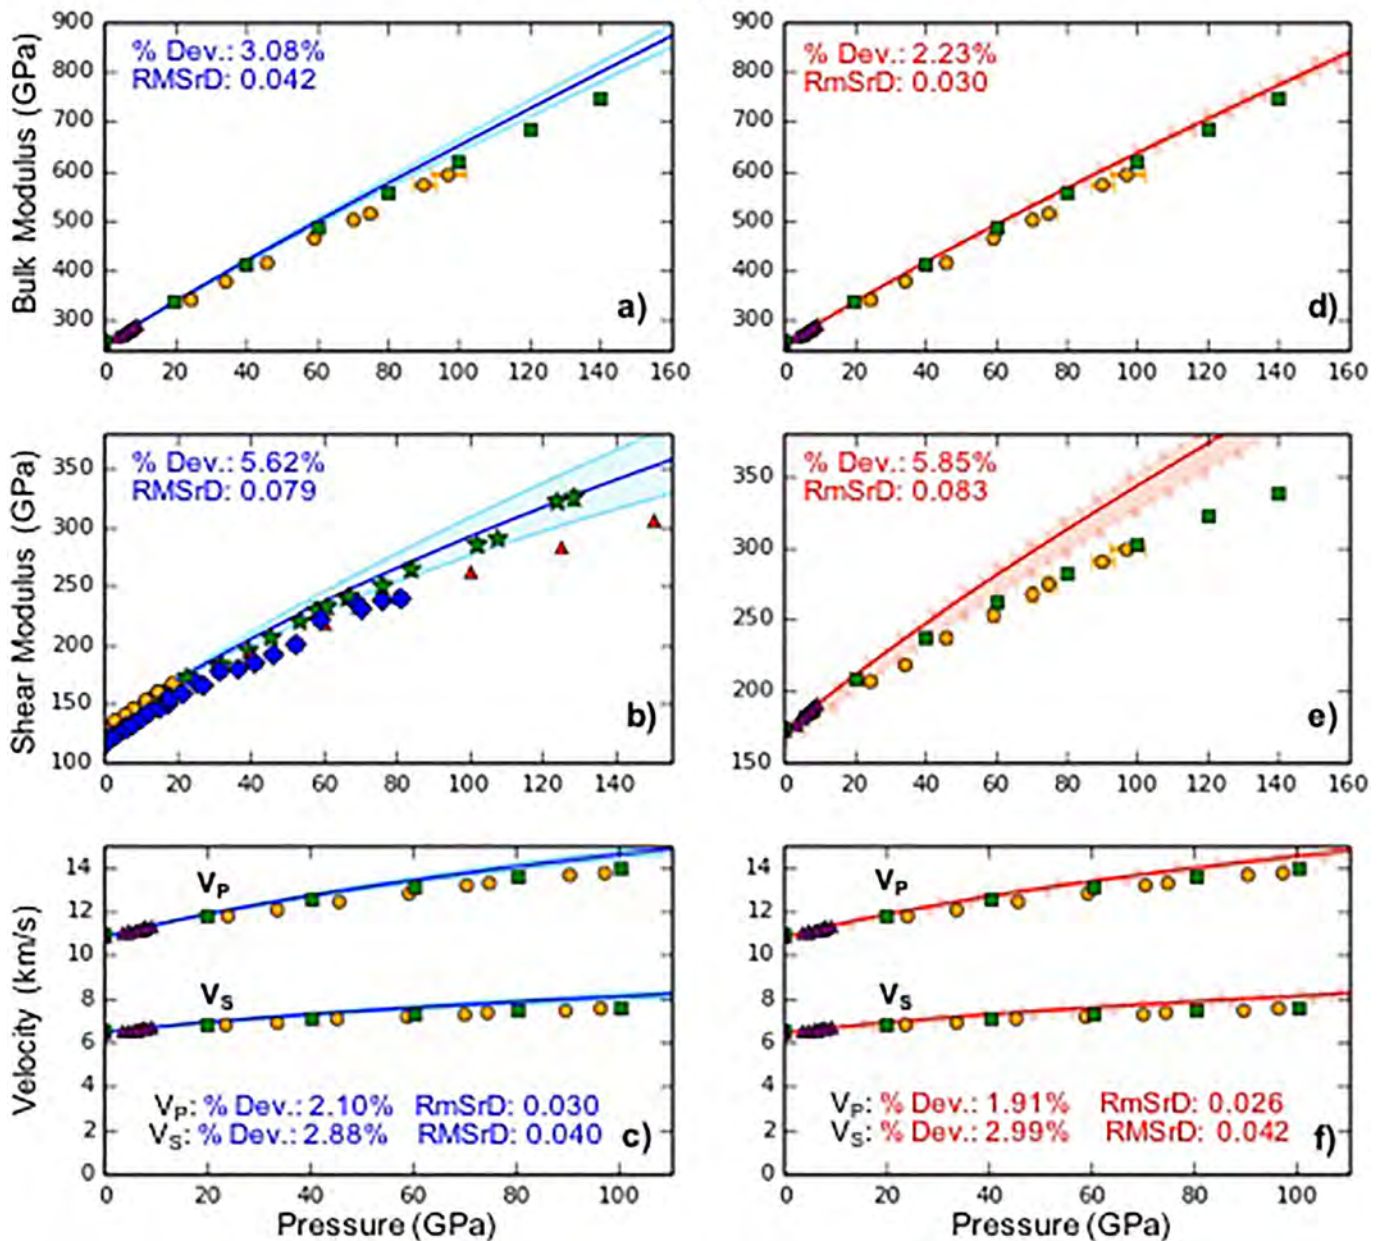 Bulk Modulus (GPa)
900
800
700
600
500
400
300
% Dev.: 3.08%
RMSrD: 0.042
a)
0 20 40 60 80 100 120 140 160
900
800
700
600
500
400
300
% Dev.: 2.23%
RmSrD: 0.030
d)
0 20 40 60 80 100 120 140 160
Shear Modulus (GPa)
350
300
250
200
150
100
% Dev.: 5.62%
RMSrD: 0.079
b)
0 20 40 60 80 100 120 140
350
300
250
200
150
% Dev.: 5.85%
RmSrD: 0.083
e)
0 20 40 60 80 100 120 140 160
Velocity (km/s)
14
12
10
8
6
4
2
0
VP
VS
VP: % Dev.: 2.10% RmSrD: 0.030
VS: % Dev.: 2.88% RMSrD: 0.040
c)
0 20 40 60 80 100
Pressure (GPa)
14
12
10
8
6
4
2
0
VP
VS
VP: % Dev.: 1.91% RmSrD: 0.026
VS: % Dev.: 2.99% RMSrD: 0.042
f)
0 20 40 60 80 100
Pressure (GPa)